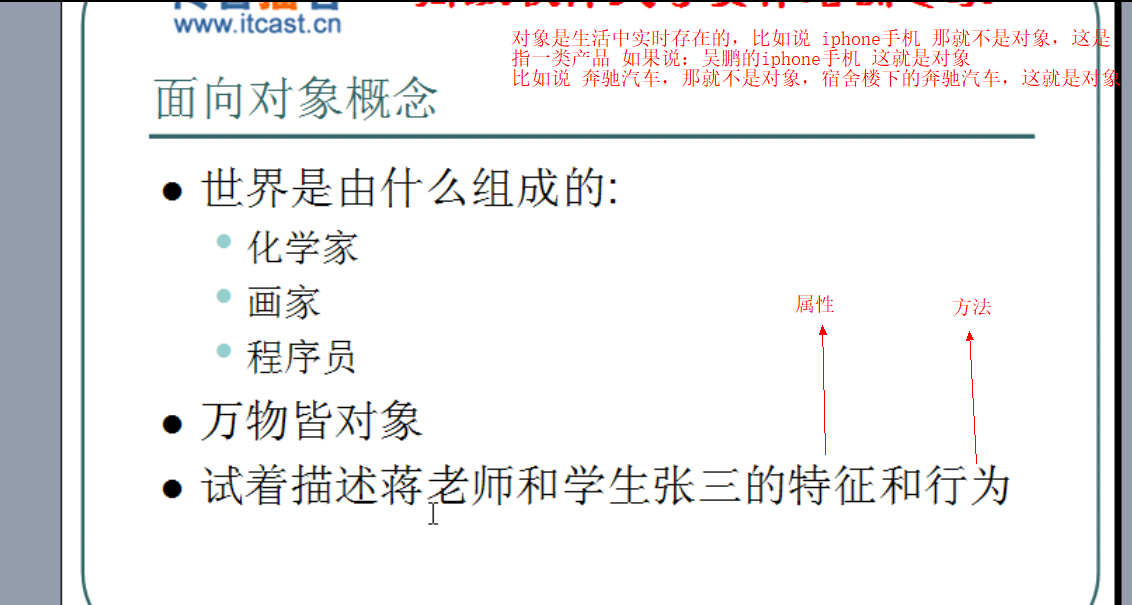 www.itcast.cn
对象是生活中实时存在的，比如说 iphone手机 那就不是对象，这是
指一类产品 如果说：吴鹏的iphone手机 这就是对象
比如说 奔驰汽车，那就不是对象，宿舍楼下的奔驰汽车，这就是对象
面向对象概念
世界是由什么组成的:
化学家
画家
程序员
属性
方法
万物皆对象
试着描述蒋老师和学生张三的特征和行为